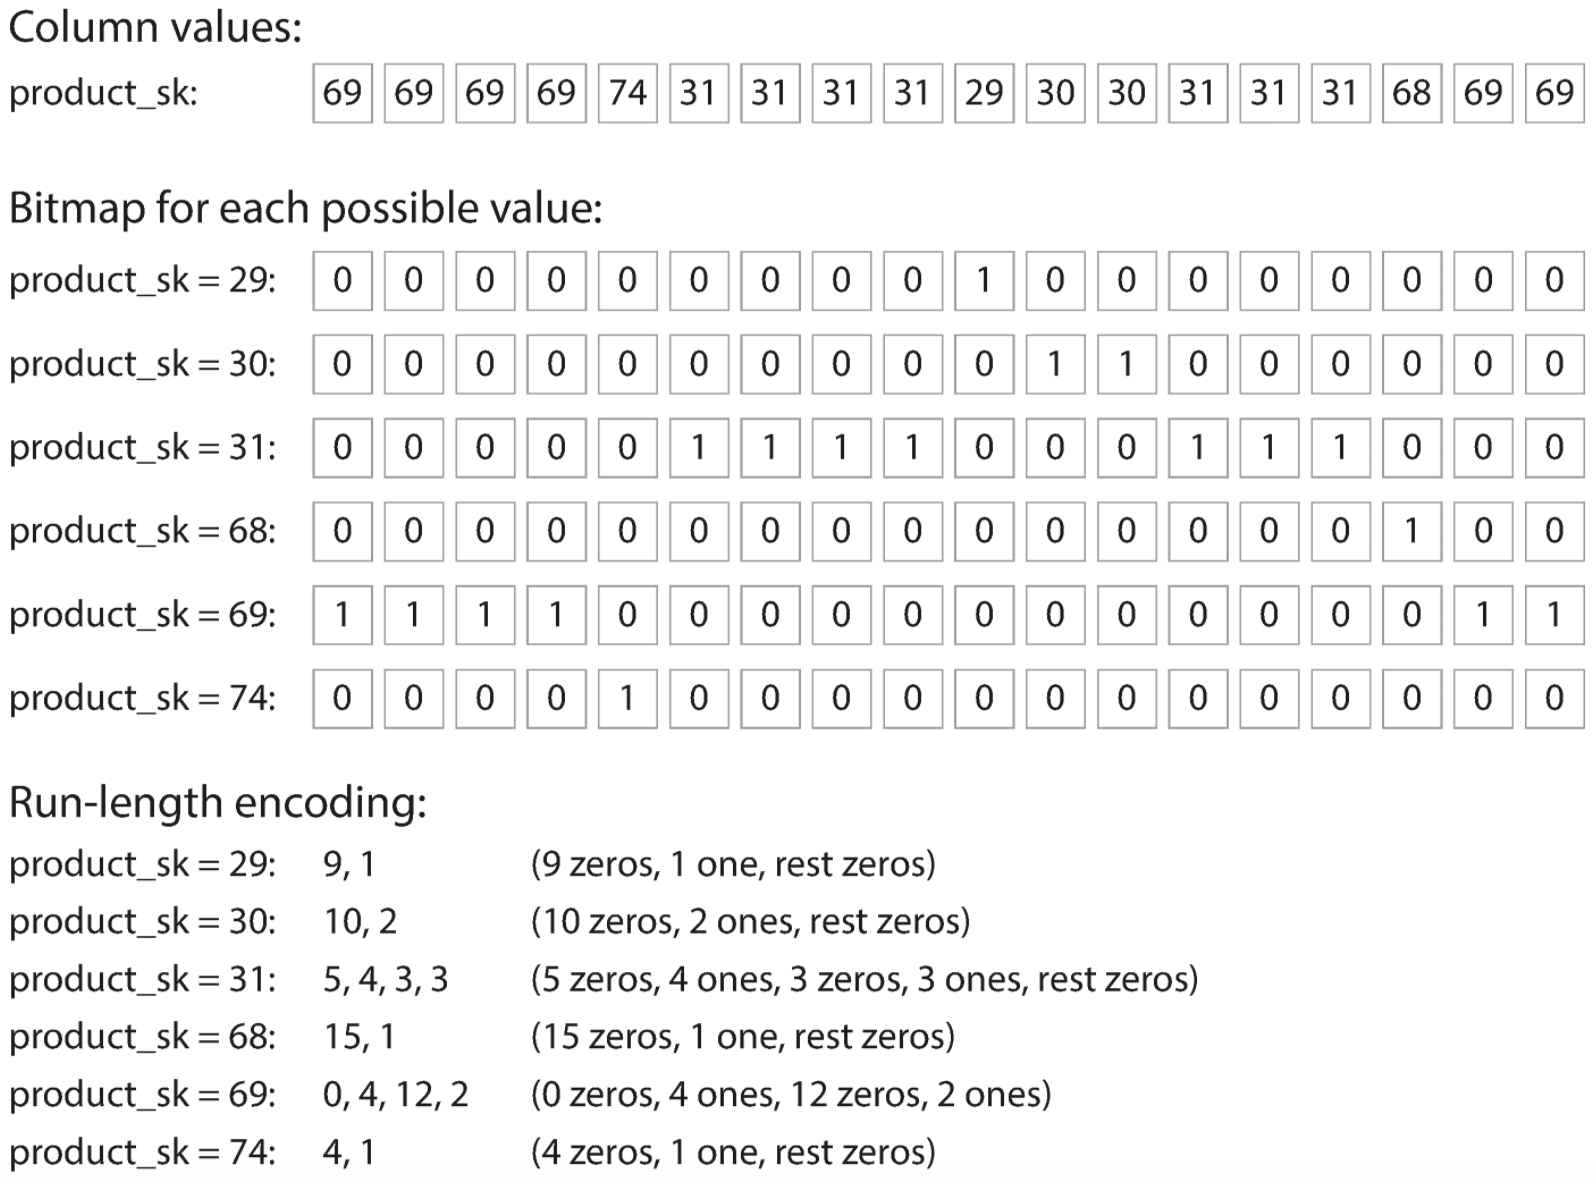 Column values:
product_sk: 69 69 69 69 74 31 31 31 31 29 30 30 31 31 31 68 69 69
Bitmap for each possible value:
product_sk = 29: 0 0 0 0 0 0 0 0 0 1 0 0 0 0 0 0 0 0
product_sk = 30: 0 0 0 0 0 0 0 0 0 0 1 1 0 0 0 0 0 0
product_sk = 31: 0 0 0 0 0 1 1 1 1 0 0 0 1 1 1 0 0 0
product_sk = 68: 0 0 0 0 0 0 0 0 0 0 0 0 0 0 0 1 0 0
product_sk = 69: 1 1 1 1 0 0 0 0 0 0 0 0 0 0 0 0 1 1
product_sk = 74: 0 0 0 0 1 0 0 0 0 0 0 0 0 0 0 0 0 0
Run-length encoding:
product_sk = 29: 9, 1 (9 zeros, 1 one, rest zeros)
product_sk = 30: 10, 2 (10 zeros, 2 ones, rest zeros)
product_sk = 31: 5, 4, 3, 3 (5 zeros, 4 ones, 3 zeros, 3 ones, rest zeros)
product_sk = 68: 15, 1 (15 zeros, 1 one, rest zeros)
product_sk = 69: 0, 4, 12, 2 (0 zeros, 4 ones, 12 zeros, 2 ones)
product_sk = 74: 4, 1 (4 zeros, 1 one, rest zeros)